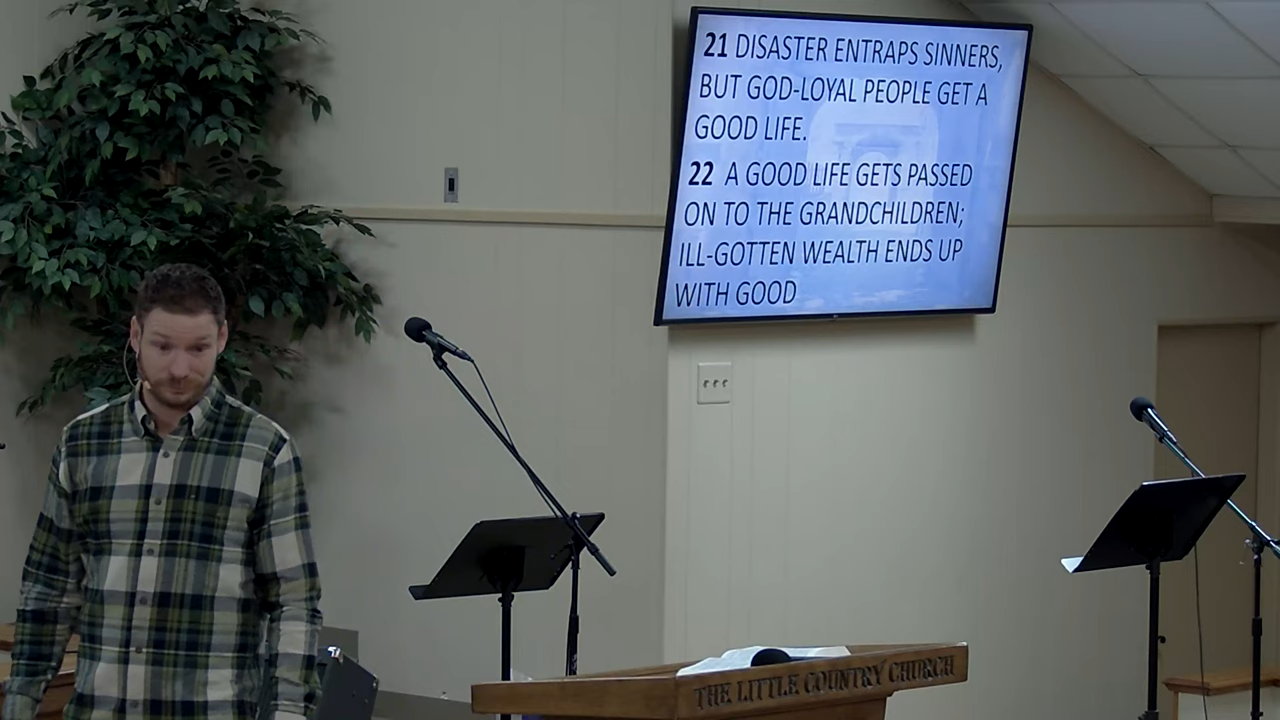 21 DISASTER ENTRAPS SINNERS,
BUT GOD-LOYAL PEOPLE GET A
GOOD LIFE.
22 A GOOD LIFE GETS PASSED
ON TO THE GRANDCHILDREN;
ILL-GOTTEN WEALTH ENDS UP
WITH GOOD
THE LITTLE COUNTRY CHURCH